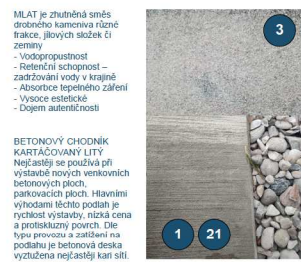 MLAT je zhutněná směs
drobného kameniva různé
frakce, jílových složek či
zeminy
- Vodopropustnost
- Retenční schopnost –
zadržování vody v krajině
- Absorbce tepelného záření
- Vysoce estetické
- Dojem autentičnosti
BETONOVÝ CHODNÍK
KARTÁČOVANÝ LITÝ
Nejčastěji se používá při
výstavbě nových venkovních
betonových ploch,
parkovacích ploch. Hlavními
výhodami těchto podlah je
rychlost výstavby, nízká cena
a protiskluzný povrch. Dle
typu provozu a zatížení na
podlahu je betonová deska
vyztužena nejčastěji kari sítí.
3
1
21